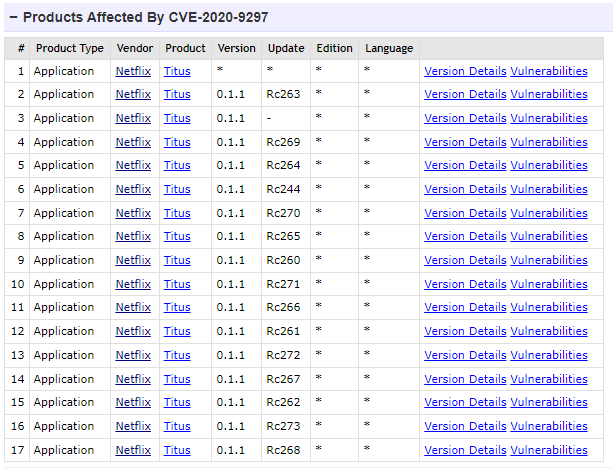 − Products Affected By CVE-2020-9297
# Product Type Vendor Product Version Update Edition Language
1 Application Netflix Titus * * * * Version Details Vulnerabilities
2 Application Netflix Titus 0.1.1 Rc263 * * Version Details Vulnerabilities
3 Application Netflix Titus 0.1.1 - * * Version Details Vulnerabilities
4 Application Netflix Titus 0.1.1 Rc269 * * Version Details Vulnerabilities
5 Application Netflix Titus 0.1.1 Rc264 * * Version Details Vulnerabilities
6 Application Netflix Titus 0.1.1 Rc244 * * Version Details Vulnerabilities
7 Application Netflix Titus 0.1.1 Rc270 * * Version Details Vulnerabilities
8 Application Netflix Titus 0.1.1 Rc265 * * Version Details Vulnerabilities
9 Application Netflix Titus 0.1.1 Rc260 * * Version Details Vulnerabilities
10 Application Netflix Titus 0.1.1 Rc271 * * Version Details Vulnerabilities
11 Application Netflix Titus 0.1.1 Rc266 * * Version Details Vulnerabilities
12 Application Netflix Titus 0.1.1 Rc261 * * Version Details Vulnerabilities
13 Application Netflix Titus 0.1.1 Rc272 * * Version Details Vulnerabilities
14 Application Netflix Titus 0.1.1 Rc267 * * Version Details Vulnerabilities
15 Application Netflix Titus 0.1.1 Rc262 * * Version Details Vulnerabilities
16 Application Netflix Titus 0.1.1 Rc273 * * Version Details Vulnerabilities
17 Application Netflix Titus 0.1.1 Rc268 * * Version Details Vulnerabilities